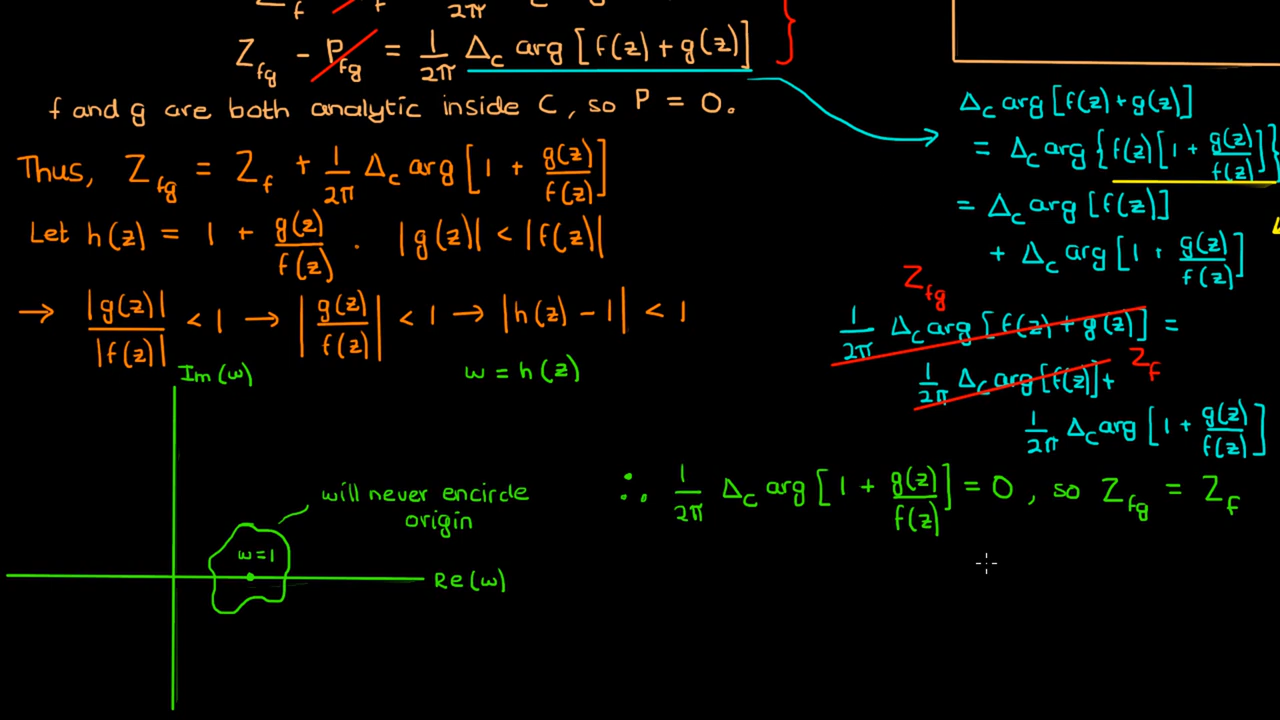 Z_fg - P_fg = 1/2π Δ_C arg [f(z) + g(z)]
f and g are both analytic inside C, so P = 0.
Thus, Z_fg = Z_f + 1/2π Δ_C arg [1 + g(z)/f(z)]
Let h(z) = 1 + g(z)/f(z) . |g(z)| < |f(z)|
→ |g(z)|/|f(z)| < 1 → |g(z)/f(z)| < 1 → |h(z) - 1| < 1
Im(w)
w = h(z)
will never encircle
origin
w=1
Re(w)
Δ_C arg [f(z) + g(z)]
= Δ_C arg {f(z) [1 + g(z)/f(z)]}
= Δ_C arg [f(z)]
+ Δ_C arg [1 + g(z)/f(z)]
Z_fg
1/2π Δ_C arg [f(z) + g(z)] =
Z_f
1/2π Δ_C arg [f(z)] +
1/2π Δ_C arg [1 + g(z)/f(z)]
∴ 1/2π Δ_C arg [1 + g(z)/f(z)] = 0, so Z_fg = Z_f